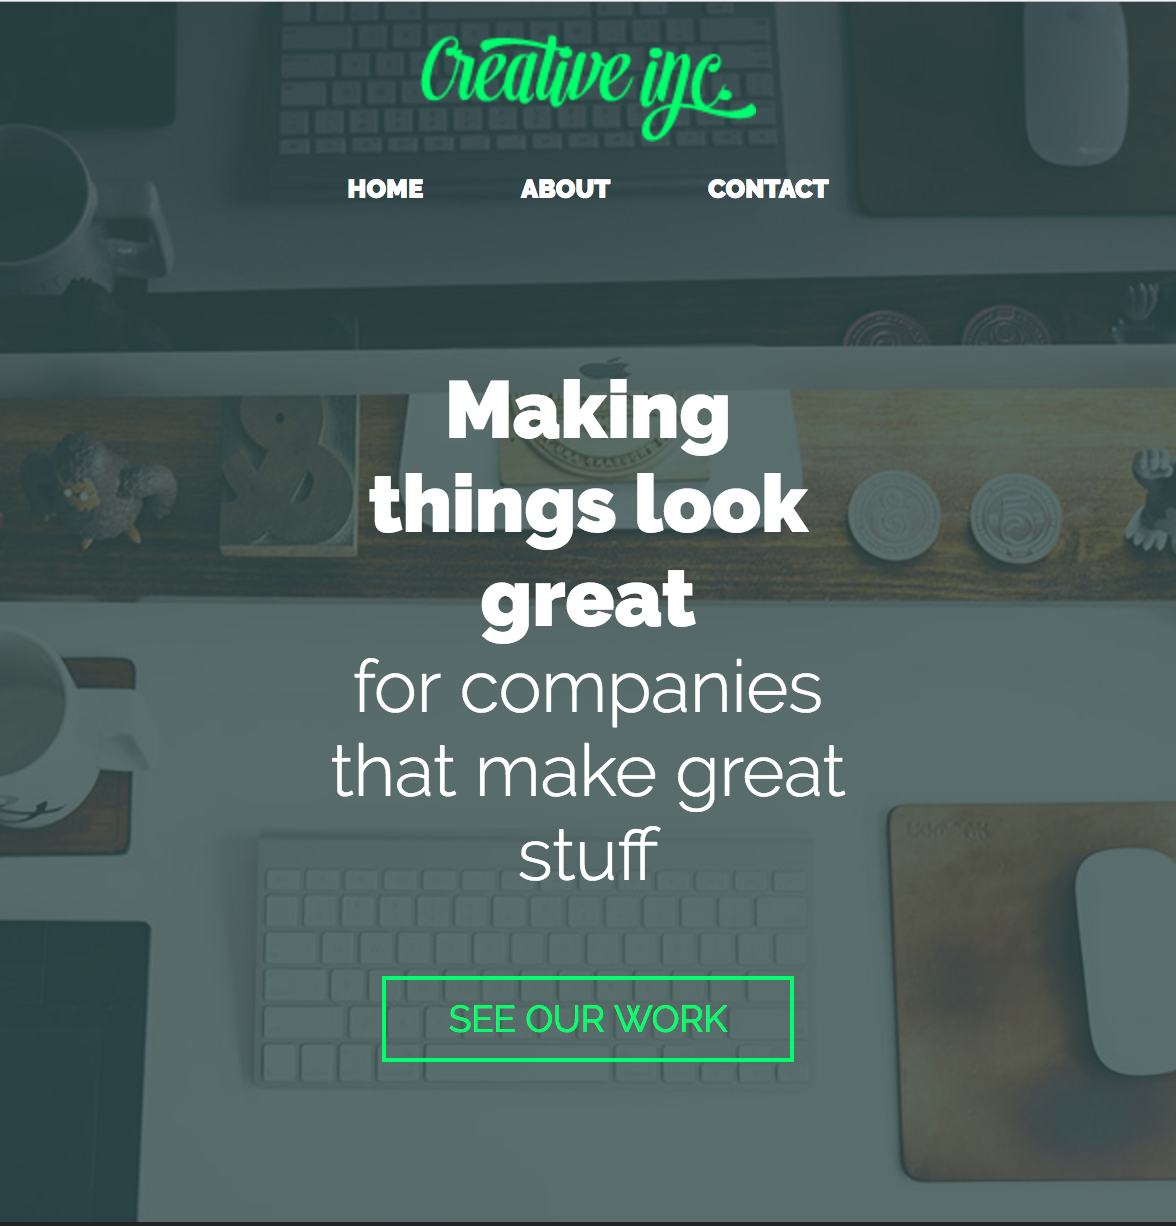 Creative inc.
HOME ABOUT CONTACT
Making
things look
great
for companies
that make great
stuff
SEE OUR WORK